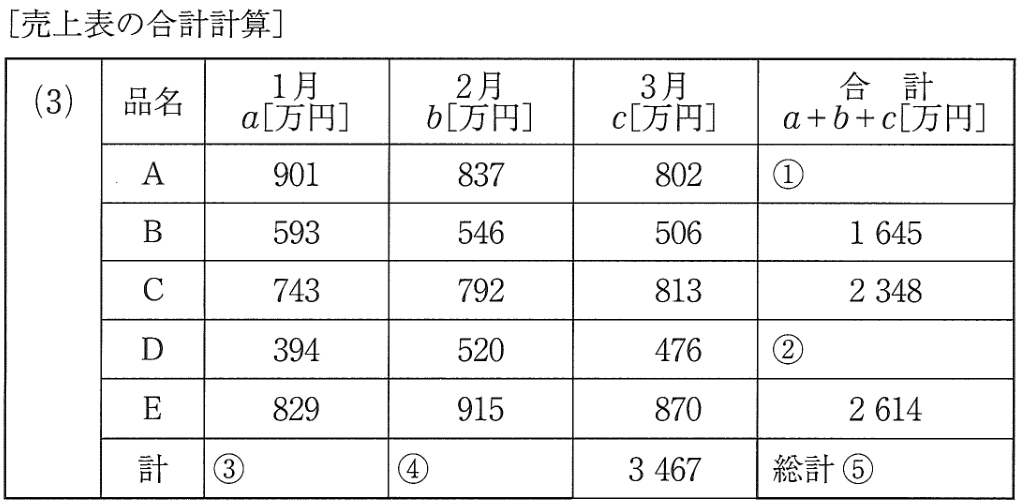 [売上表の合計計算]
(3) 品名 1月 a[万円] 2月 b[万円] 3月 c[万円] 合計 a+b+c[万円]
A 901 837 802 ①
B 593 546 506 1 645
C 743 792 813 2 348
D 394 520 476 ②
E 829 915 870 2 614
計 ③ ④ 3 467 総計⑤